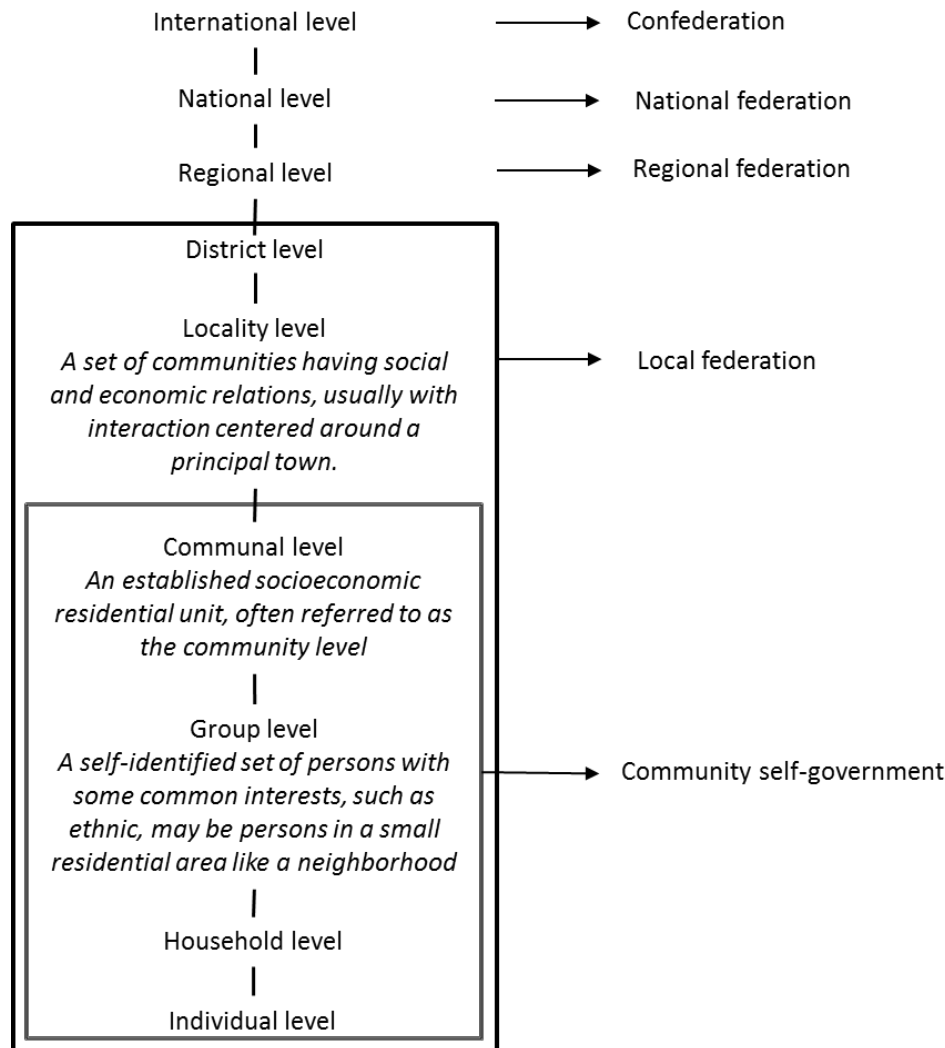 International level
Confederation
National level
National federation
Regional level
Regional federation
District level
Locality level
A set of communities having social
and economic relations, usually with
interaction centered around a
principal town.
Local federation
Communal level
An established socioeconomic
residential unit, often referred to as
the community level
Group level
A self-identified set of persons with
some common interests, such as
ethnic, may be persons in a small
residential area like a neighborhood
Community self-government
Household level
Individual level